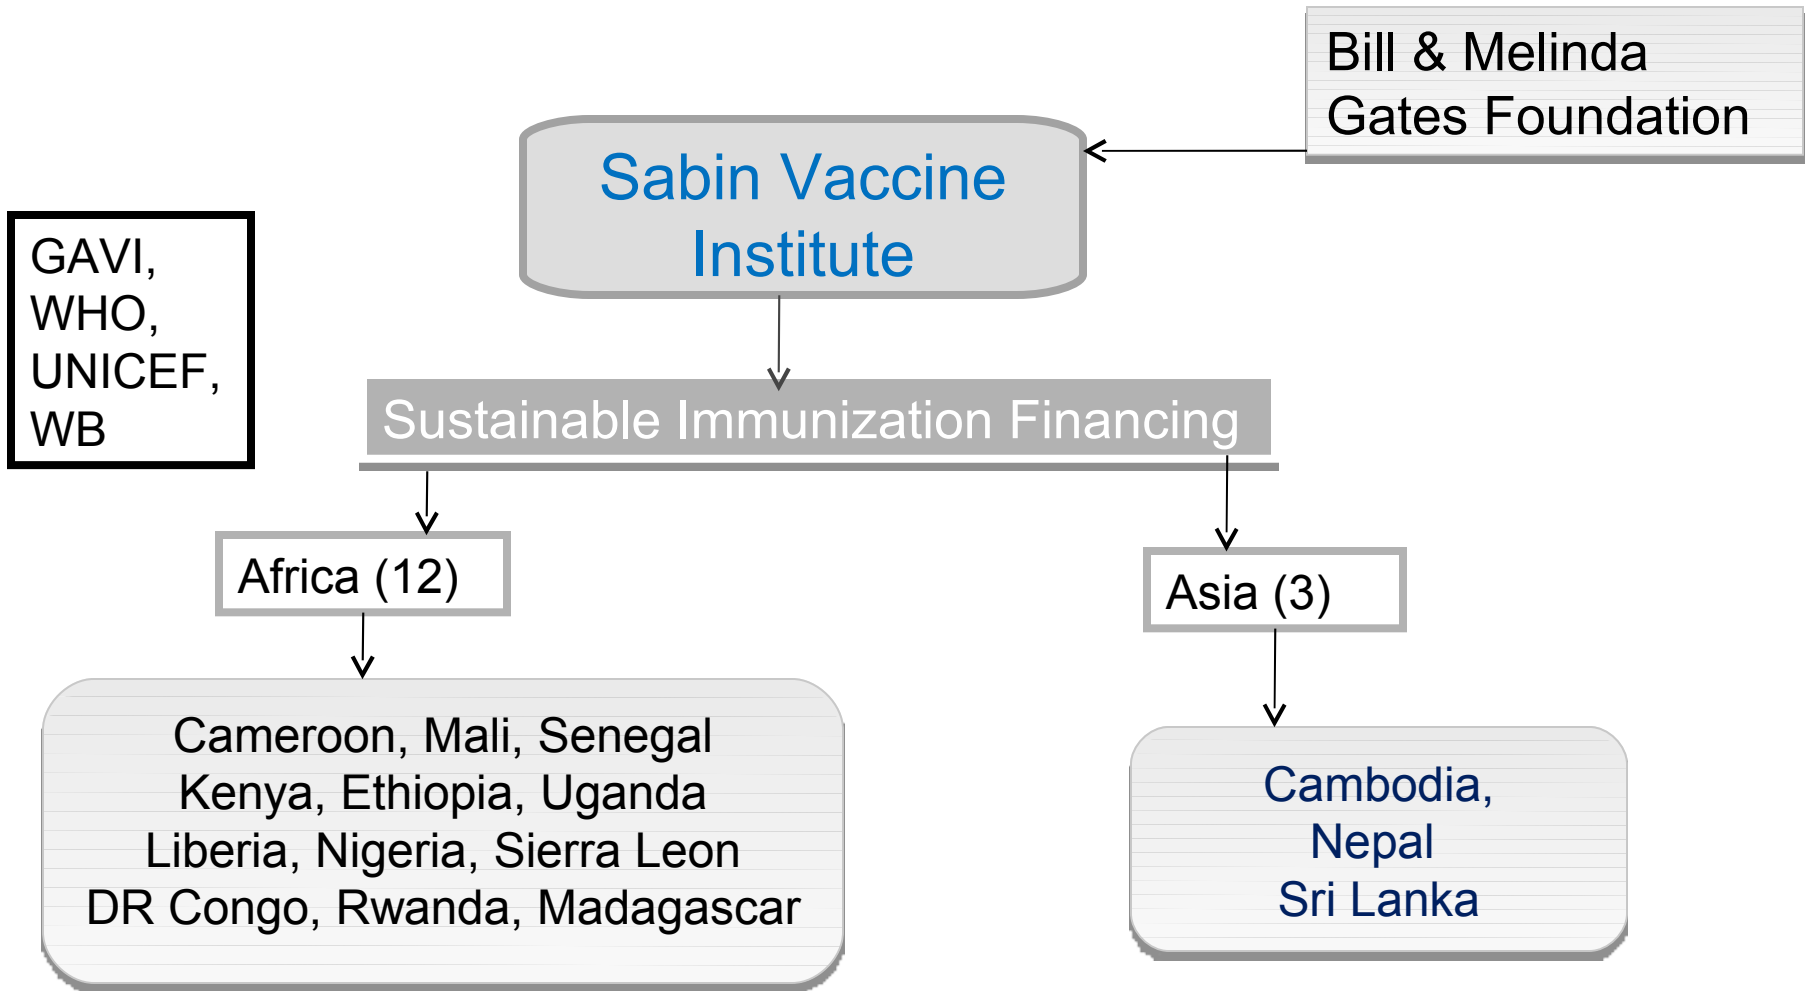 Bill & Melinda
Gates Foundation
Sabin Vaccine
Institute
GAVI,
WHO,
UNICEF,
WB
Sustainable Immunization Financing
Africa (12)
Asia (3)
Cameroon, Mali, Senegal
Kenya, Ethiopia, Uganda
Liberia, Nigeria, Sierra Leon
DR Congo, Rwanda, Madagascar
Cambodia,
Nepal
Sri Lanka